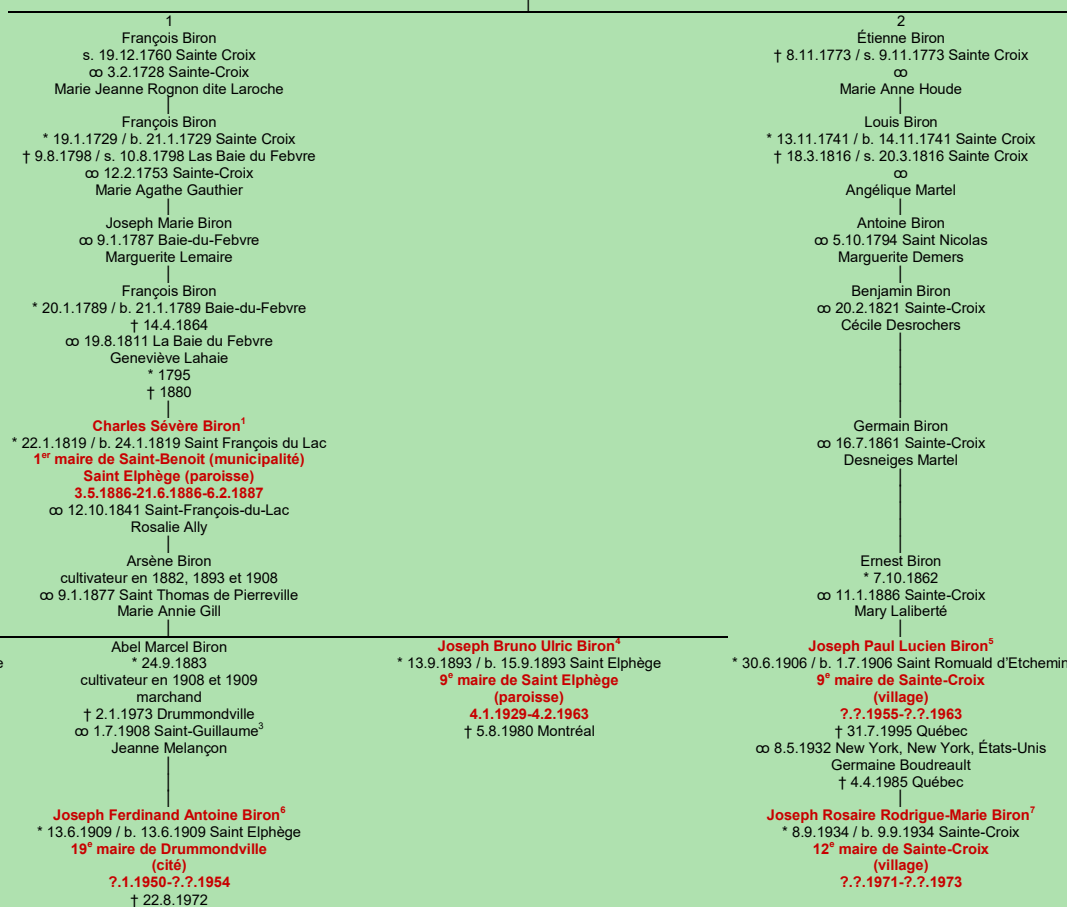 1
François Biron
s. 19.12.1760 Sainte Croix
ꝏ 3.2.1728 Sainte-Croix
Marie Jeanne Rognon dite Laroche
François Biron
* 19.1.1729 / b. 21.1.1729 Sainte Croix
† 9.8.1798 / s. 10.8.1798 Las Baie du Febvre
ꝏ 12.2.1753 Sainte-Croix
Marie Agathe Gauthier
Joseph Marie Biron
ꝏ 9.1.1787 Baie-du-Febvre
Marguerite Lemaire
François Biron
* 20.1.1789 / b. 21.1.1789 Baie-du-Febvre
† 14.4.1864
ꝏ 19.8.1811 La Baie du Febvre
Geneviève Lahaie
* 1795
† 1880
Charles Sévère Biron¹
* 22.1.1819 / b. 24.1.1819 Saint François du Lac
1er maire de Saint-Benoit (municipalité)
Saint Elphège (paroisse)
3.5.1886-21.6.1886-6.2.1887
ꝏ 12.10.1841 Saint-François-du-Lac
Rosalie Ally
Arsène Biron
cultivateur en 1882, 1893 et 1908
ꝏ 9.1.1877 Saint Thomas de Pierreville
Marie Annie Gill
e
Abel Marcel Biron
* 24.9.1883
cultivateur en 1908 et 1909
marchand
† 2.1.1973 Drummondville
ꝏ 1.7.1908 Saint-Guillaume³
Jeanne Melançon
Joseph Ferdinand Antoine Biron⁶
* 13.6.1909 / b. 13.6.1909 Saint Elphège
19e maire de Drummondville
(cité)
?.1.1950-?.?.1954
† 22.8.1972
Joseph Bruno Ulric Biron⁴
* 13.9.1893 / b. 15.9.1893 Saint Elphège
9e maire de Saint Elphège
(paroisse)
4.1.1929-4.2.1963
† 5.8.1980 Montréal
2
Étienne Biron
† 8.11.1773 / s. 9.11.1773 Sainte Croix
ꝏ
Marie Anne Houde
Louis Biron
* 13.11.1741 / b. 14.11.1741 Sainte Croix
† 18.3.1816 / s. 20.3.1816 Sainte Croix
ꝏ
Angélique Martel
Antoine Biron
ꝏ 5.10.1794 Saint Nicolas
Marguerite Demers
Benjamin Biron
ꝏ 20.2.1821 Sainte-Croix
Cécile Desrochers
Germain Biron
ꝏ 16.7.1861 Sainte-Croix
Desneiges Martel
Ernest Biron
* 7.10.1862
ꝏ 11.1.1886 Sainte-Croix
Mary Laliberté
Joseph Paul Lucien Biron⁵
* 30.6.1906 / b. 1.7.1906 Saint Romuald d'Etchemin
9e maire de Sainte-Croix
(village)
?.?.1955-?.?.1963
† 31.7.1995 Québec
ꝏ 8.5.1932 New York, New York, États-Unis
Germaine Boudreault
† 4.4.1985 Québec
Joseph Rosaire Rodrigue-Marie Biron⁷
* 8.9.1934 / b. 9.9.1934 Sainte-Croix
12e maire de Sainte-Croix
(village)
?.?.1971-?.?.1973